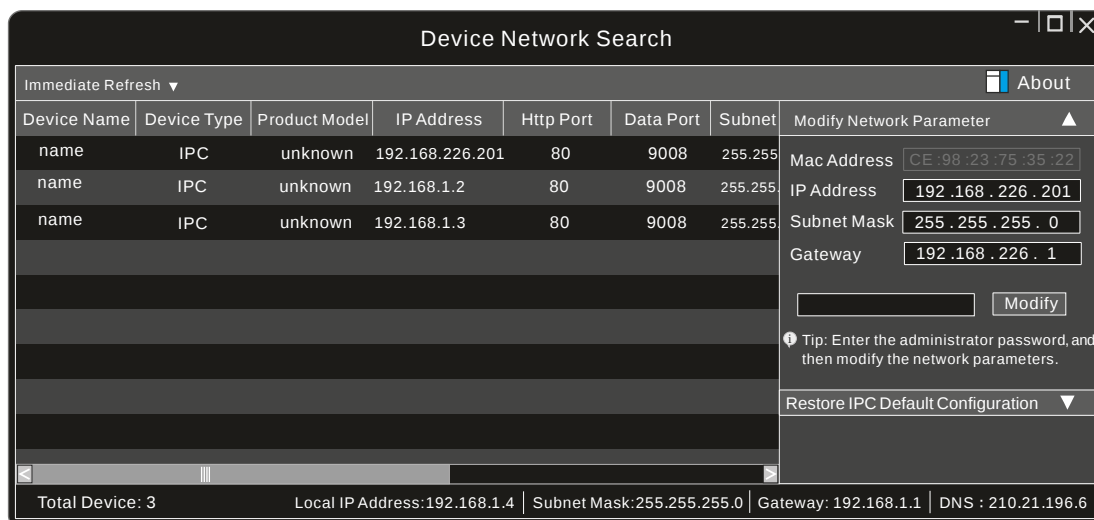 Device Network Search
Immediate Refresh ▼
About
Device Name Device Type Product Model IP Address Http Port Data Port Subnet
name IPC unknown 192.168.226.201 80 9008 255.255
name IPC unknown 192.168.1.2 80 9008 255.255.
name IPC unknown 192.168.1.3 80 9008 255.255.
Modify Network Parameter ▲
Mac Address CE :98 :23 :75 :35 :22
IP Address 192 .168 . 226 . 201
Subnet Mask 255 . 255 . 255 . 0
Gateway 192 .168 . 226 . 1
Modify
Tip: Enter the administrator password, and
then modify the network parameters.
Restore IPC Default Configuration ▼
Total Device: 3 Local IP Address:192.168.1.4 Subnet Mask:255.255.255.0 Gateway: 192.168.1.1 DNS : 210.21.196.6